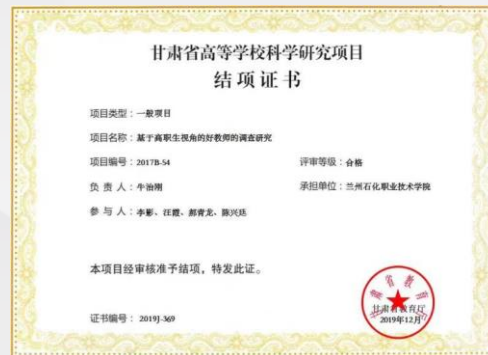 甘肃省高等学校科学研究项目
结项证书
项目类型：一般项目
项目名称：基于高职生视角的好教师的调查研究
项目编号：2017B-54 评审等级：合格
负责人：牛治刚 承担单位：兰州石化职业技术学院
参与人：李彬、汪霞、郝青龙、陈兴廷
本项目经审核准予结项，特发此证。
甘肃省教育厅
证书编号：2019J-369 2019年12月